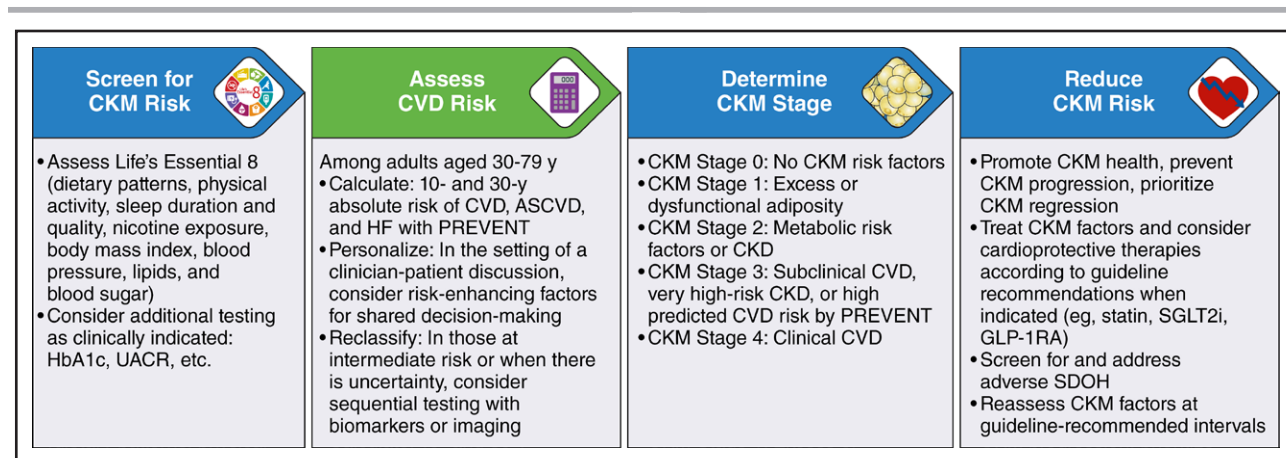 Screen for
CKM Risk
• Assess Life's Essential 8
(dietary patterns, physical
activity, sleep duration and
quality, nicotine exposure,
body mass index, blood
pressure, lipids, and
blood sugar)
• Consider additional testing
as clinically indicated:
HbA1c, UACR, etc.
Assess
CVD Risk
Among adults aged 30-79 y
• Calculate: 10- and 30-y
absolute risk of CVD, ASCVD,
and HF with PREVENT
• Personalize: In the setting of a
clinician-patient discussion,
consider risk-enhancing factors
for shared decision-making
• Reclassify: In those at
intermediate risk or when there
is uncertainty, consider
sequential testing with
biomarkers or imaging
Determine
CKM Stage
• CKM Stage 0: No CKM risk factors
• CKM Stage 1: Excess or
dysfunctional adiposity
• CKM Stage 2: Metabolic risk
factors or CKD
• CKM Stage 3: Subclinical CVD,
very high-risk CKD, or high
predicted CVD risk by PREVENT
• CKM Stage 4: Clinical CVD
Reduce
CKM Risk
• Promote CKM health, prevent
CKM progression, prioritize
CKM regression
• Treat CKM factors and consider
cardioprotective therapies
according to guideline
recommendations when
indicated (eg, statin, SGLT2i,
GLP-1RA)
• Screen for and address
adverse SDOH
• Reassess CKM factors at
guideline-recommended intervals
8